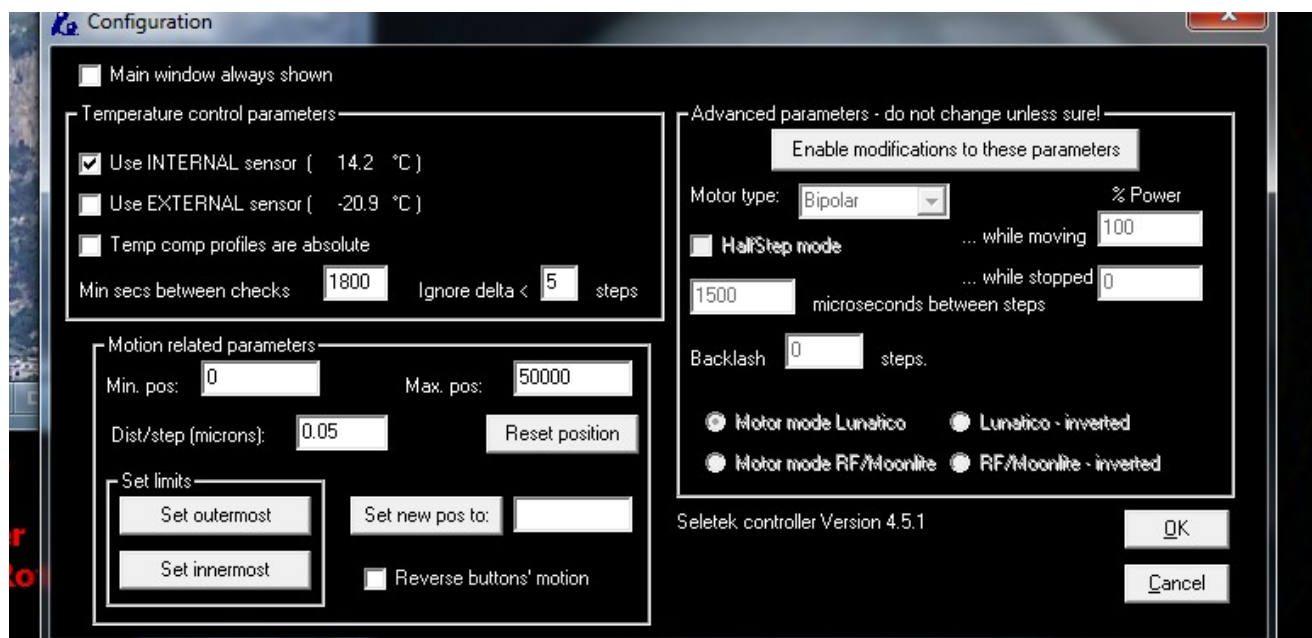 Configuration
Main window always shown
Temperature control parameters
Use INTERNAL sensor ( 14.2 °C )
Use EXTERNAL sensor ( -20.9 °C )
Temp comp profiles are absolute
Min secs between checks 1800 Ignore delta < 5 steps
Motion related parameters
Min. pos: 0 Max. pos: 50000
Dist/step (microns): 0.05 Reset position
Set limits
Set outermost Set new pos to:
Set innermost Reverse buttons' motion
Advanced parameters - do not change unless sure!
Enable modifications to these parameters
Motor type: Bipolar % Power
HalfStep mode ... while moving 100
... while stopped 0
1500 microseconds between steps
Backlash 0 steps.
Motor mode Lunatico Lunatico - inverted
Motor mode RF/Moonlite RF/Moonlite - inverted
Seletek controller Version 4.5.1
OK
Cancel